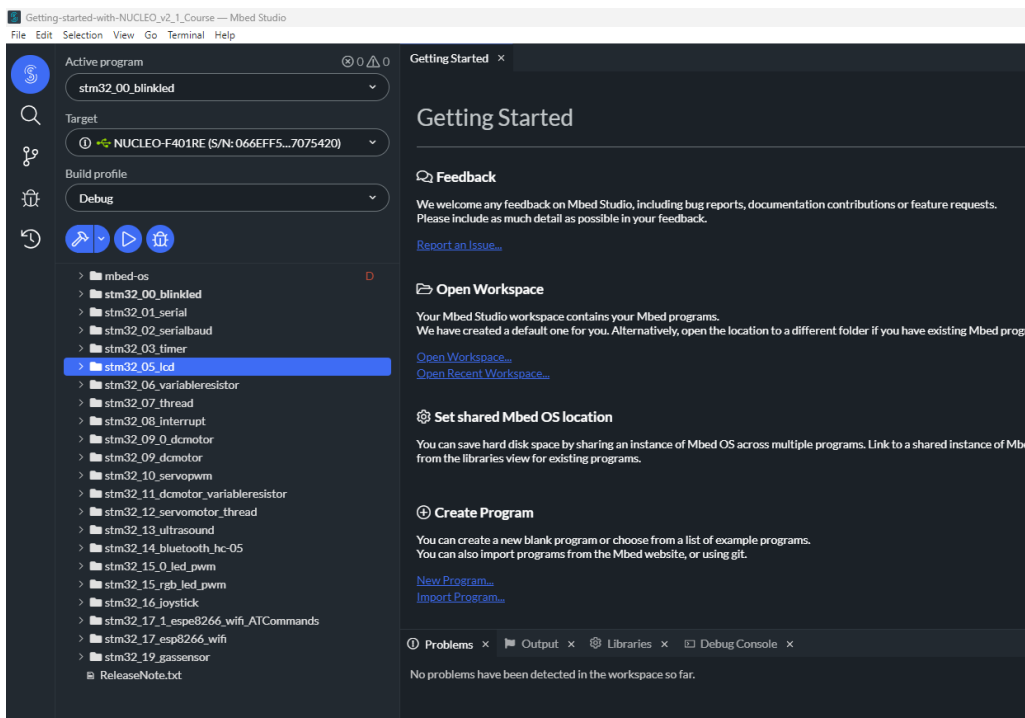 Getting-started-with-NUCLEO_v2_1_Course — Mbed Studio
File Edit Selection View Go Terminal Help
Active program 0 0
stm32_00_blinkled
Target
NUCLEO-F401RE (S/N: 066EFF5...7075420)
Build profile
Debug
mbed-os D
stm32_00_blinkled
stm32_01_serial
stm32_02_serialbaud
stm32_03_timer
stm32_05_lcd
stm32_06_variableresistor
stm32_07_thread
stm32_08_interrupt
stm32_09_0_dcmotor
stm32_09_dcmotor
stm32_10_servopwm
stm32_11_dcmotor_variableresistor
stm32_12_servomotor_thread
stm32_13_ultrasound
stm32_14_bluetooth_hc-05
stm32_15_0_led_pwm
stm32_15_rgb_led_pwm
stm32_16_joystick
stm32_17_1_espe8266_wifi_ATCommands
stm32_17_esp8266_wifi
stm32_19_gassensor
ReleaseNote.txt
Getting Started ×
Getting Started
Feedback
We welcome any feedback on Mbed Studio, including bug reports, documentation contributions or feature requests.
Please include as much detail as possible in your feedback.
Report an Issue...
Open Workspace
Your Mbed Studio workspace contains your Mbed programs.
We have created a default one for you. Alternatively, open the location to a different folder if you have existing Mbed prog
Open Workspace...
Open Recent Workspace...
Set shared Mbed OS location
You can save hard disk space by sharing an instance of Mbed OS across multiple programs. Link to a shared instance of Mb
from the libraries view for existing programs.
Create Program
You can create a new blank program or choose from a list of example programs.
You can also import programs from the Mbed website, or using git.
New Program...
Import Program...
Problems × Output × Libraries × Debug Console ×
No problems have been detected in the workspace so far.